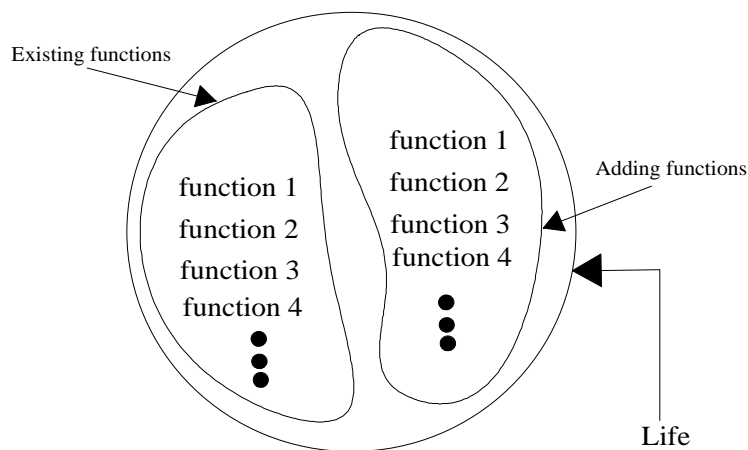 Existing functions
function 1
function 2
function 3
function 4
function 1
function 2
function 3
function 4
Adding functions
Life